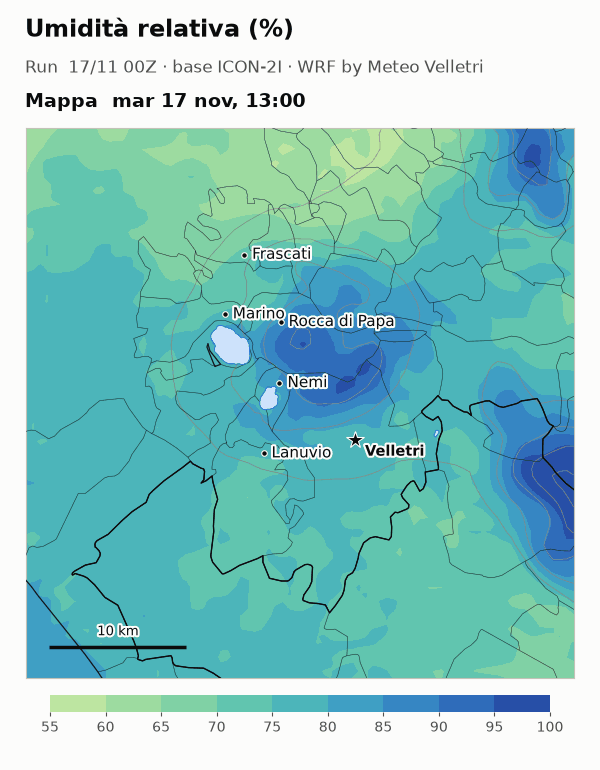 Umidità relativa (%)
Run  17/11 00Z · base ICON-2I · WRF by Meteo Velletri
Mappa  mar 17 nov, 13:00
Frascati
Marino
Rocca di Papa
Nemi
Velletri
Lanuvio
10 km
55 60 65 70 75 80 85 90 95 100